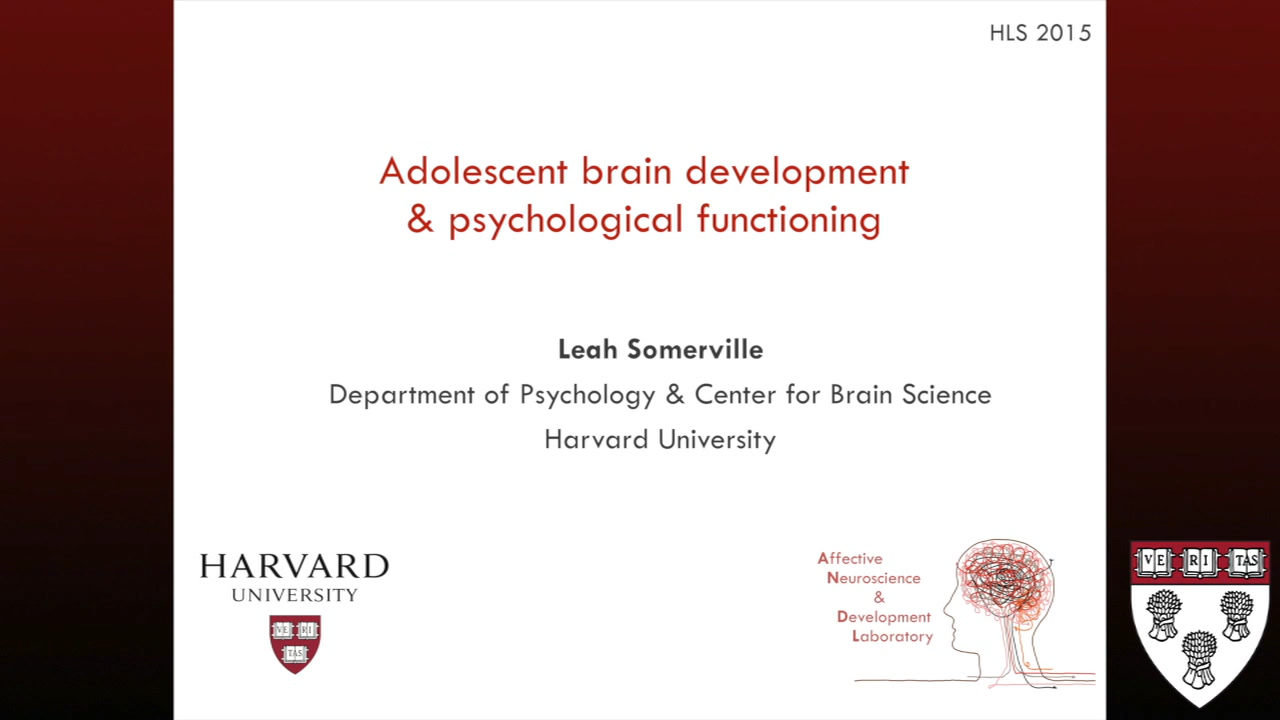 HLS 2015
Adolescent brain development
& psychological functioning
Leah Somerville
Department of Psychology & Center for Brain Science
Harvard University
HARVARD
UNIVERSITY
VE RI
TAS
Affective
Neuroscience
&
Development
Laboratory
VE RI TAS